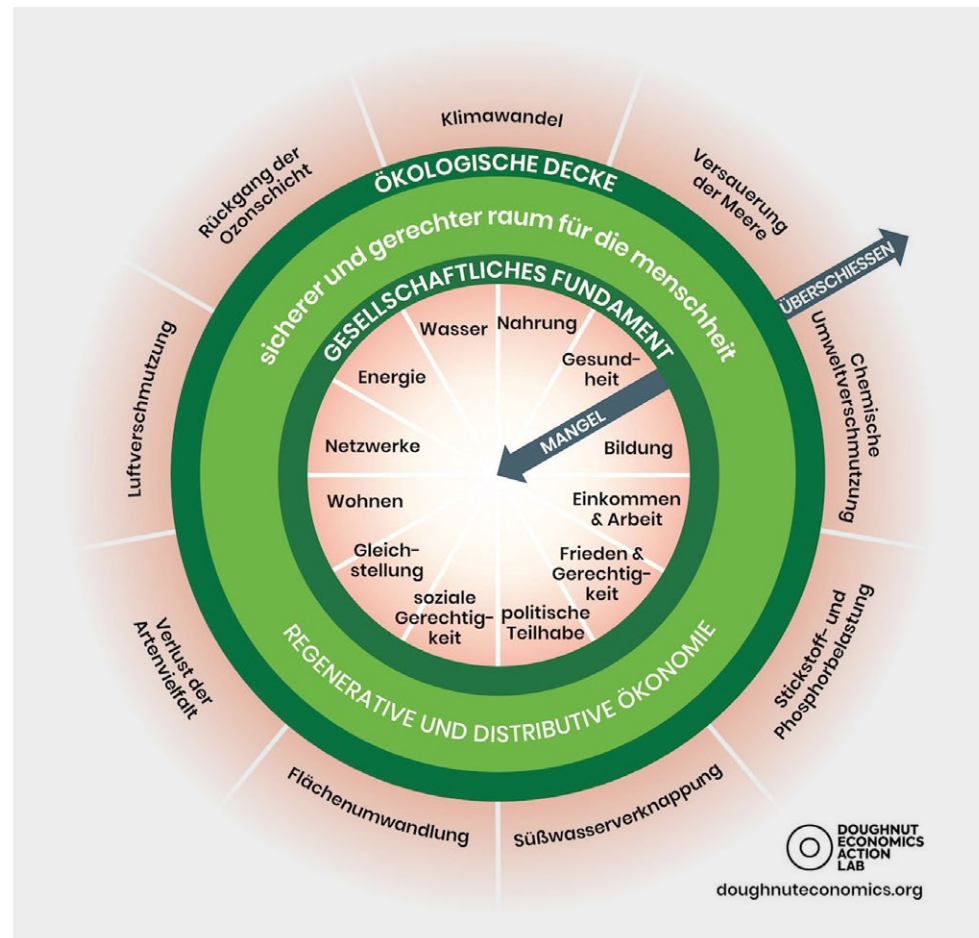 Klimawandel
Versauerung
der Meere
ÜBERSCHIESSEN
Chemische
Umweltverschmutzung
Stickstoff- und
Phosphorbelastung
Süßwasserverknappung
Flächenumwandlung
Verlust der
Artenvielfalt
Luftverschmutzung
Rückgang der
Ozonschicht
ÖKOLOGISCHE DECKE
sicherer und gerechter raum für die menschheit
GESELLSCHAFTLICHES FUNDAMENT
Wasser
Nahrung
Gesund-
heit
MANGEL
Bildung
Einkommen
& Arbeit
Frieden &
Gerechtig-
keit
politische
Teilhabe
soziale
Gerechtig-
keit
Gleich-
stellung
Wohnen
Netzwerke
Energie
REGENERATIVE UND DISTRIBUTIVE ÖKONOMIE
DOUGHNUT
ECONOMICS
ACTION
LAB
doughnuteconomics.org